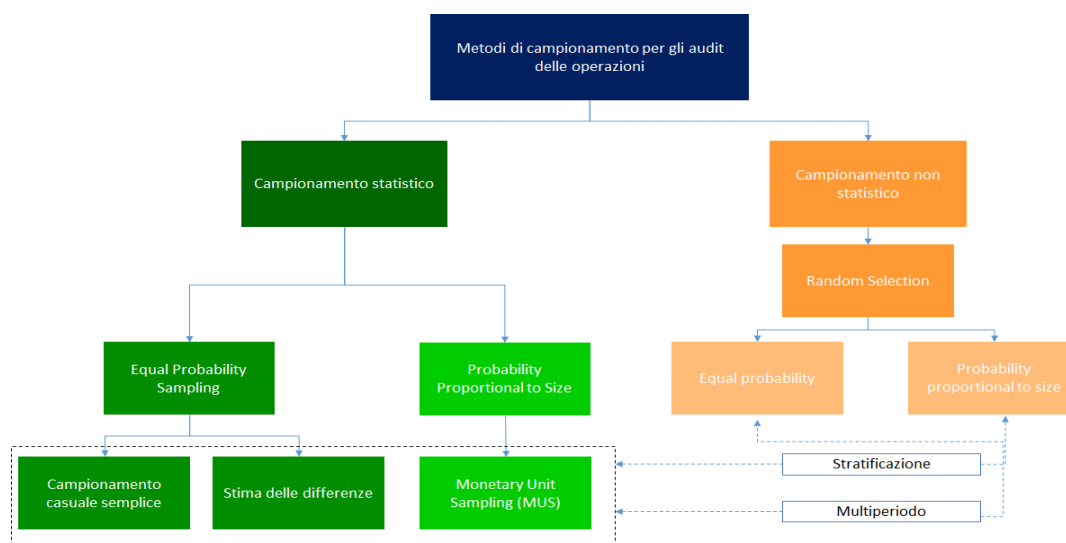 Metodi di campionamento per gli audit
delle operazioni
Campionamento statistico
Campionamento non
statistico
Random Selection
Equal Probability
Sampling
Probability
Proportional to Size
Equal probability
Probability
proportional to size
Campionamento
casuale semplice
Stima delle differenze
Monetary Unit
Sampling (MUS)
Stratificazione
Multiperiodo